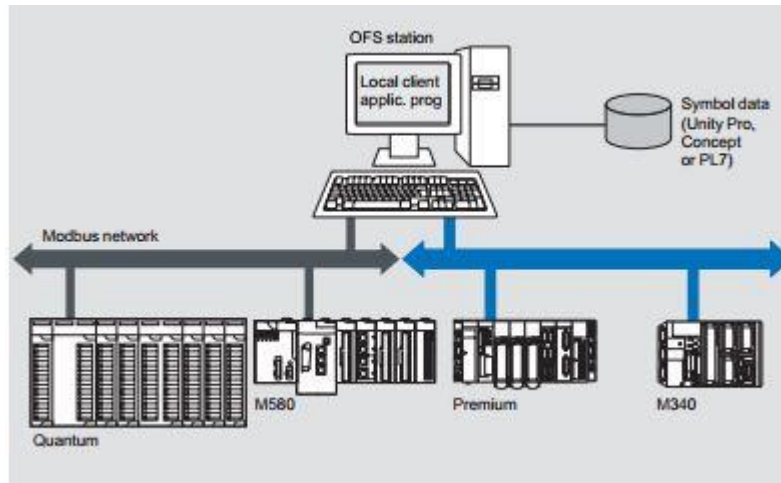 OFS station
Local client
applic. prog
Symbol data
(Unity Pro,
Concept
or PL7)
Modbus network
M580
Premium
M340
Quantum